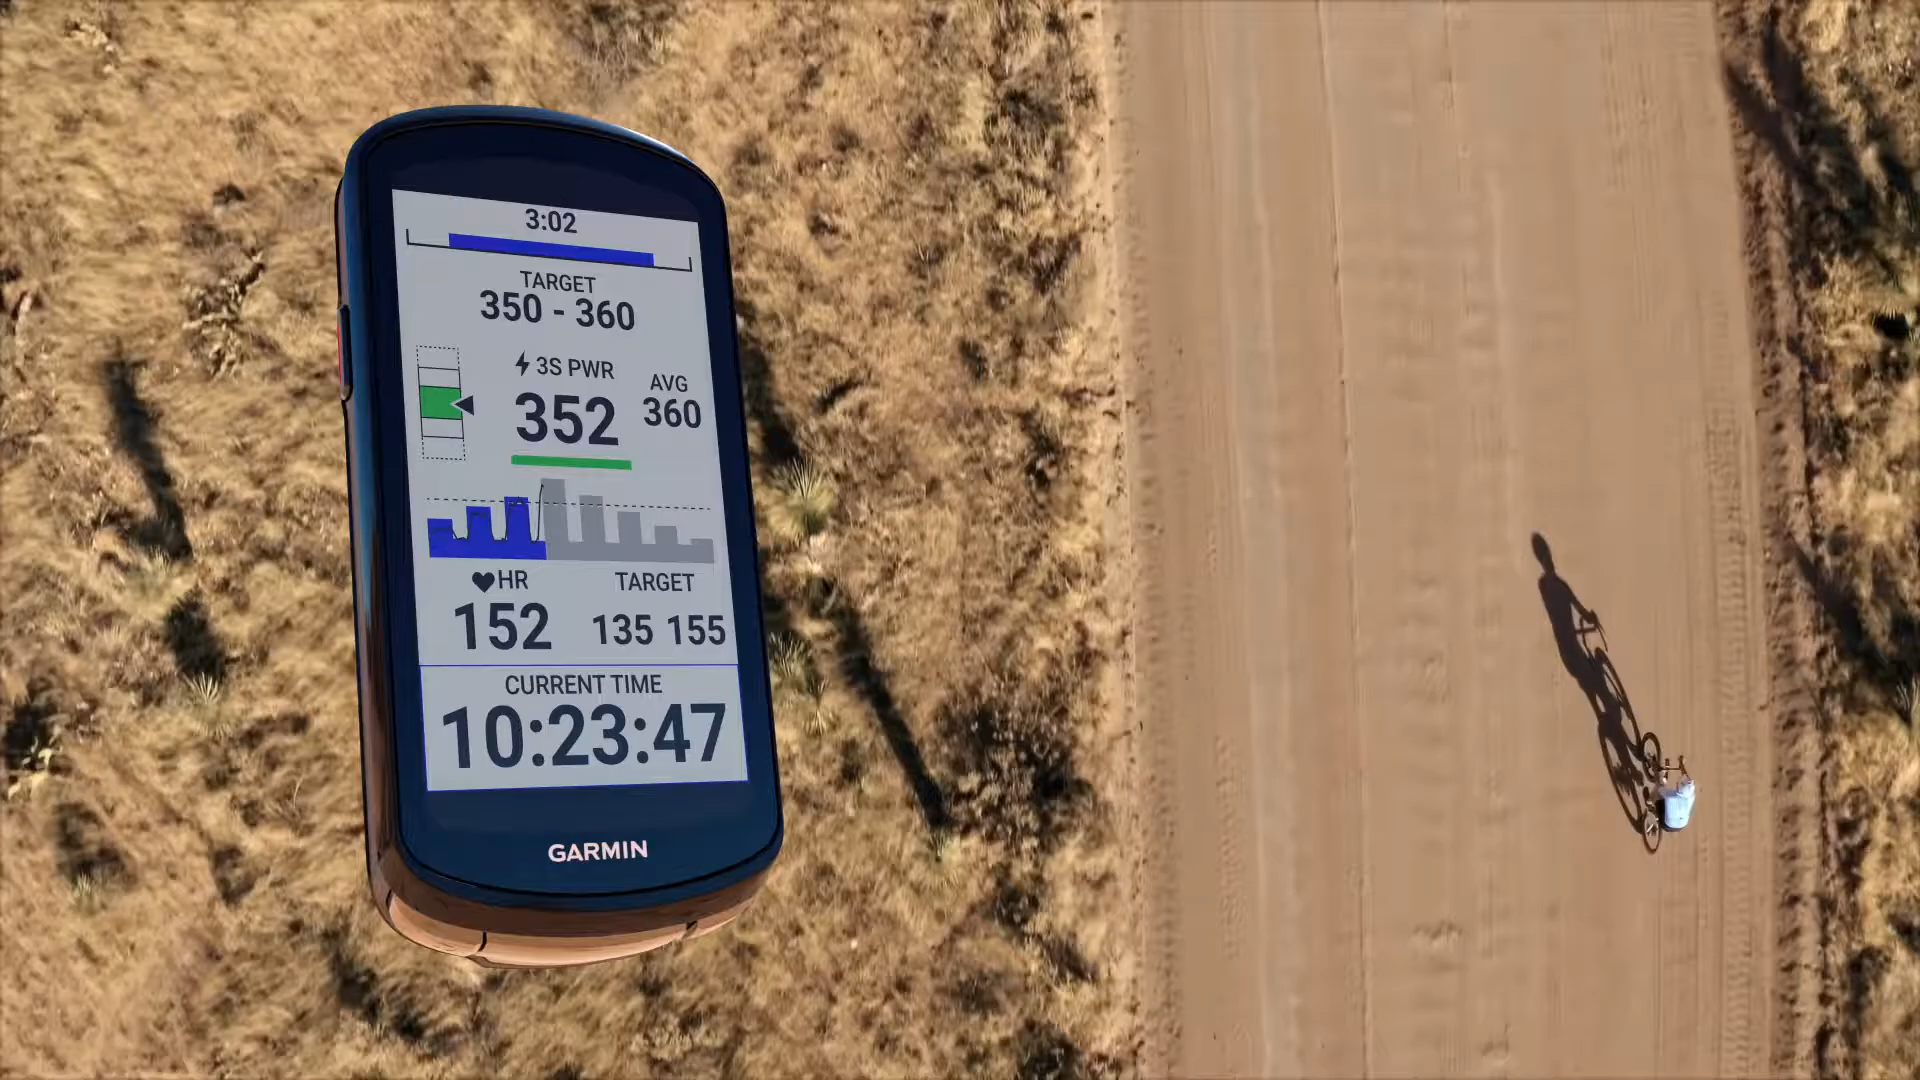 3:02
TARGET
350 - 360
3S PWR
AVG
352
360
HR
TARGET
152
135 155
CURRENT TIME
10:23:47
GARMIN